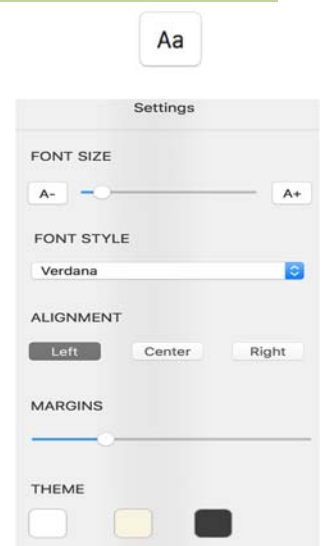 Aa
Settings
FONT SIZE
A- A+
FONT STYLE
Verdana
ALIGNMENT
Left Center Right
MARGINS
THEME